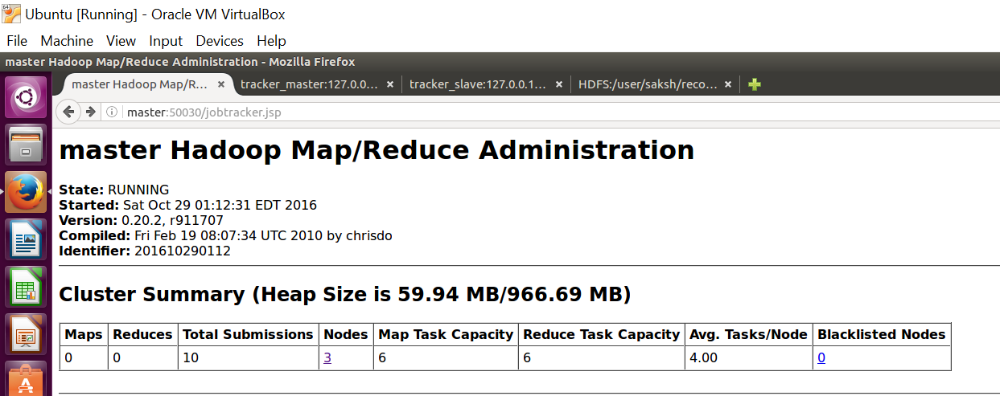 Ubuntu [Running] - Oracle VM VirtualBox
File Machine View Input Devices Help
master Hadoop Map/Reduce Administration - Mozilla Firefox
master Hadoop Map/R... × tracker_master:127.0.0... × tracker_slave:127.0.0.1... × HDFS:/user/saksh/reco... ×
master:50030/jobtracker.jsp
master Hadoop Map/Reduce Administration
State: RUNNING
Started: Sat Oct 29 01:12:31 EDT 2016
Version: 0.20.2, r911707
Compiled: Fri Feb 19 08:07:34 UTC 2010 by chrisdo
Identifier: 201610290112
Cluster Summary (Heap Size is 59.94 MB/966.69 MB)
Maps Reduces Total Submissions Nodes Map Task Capacity Reduce Task Capacity Avg. Tasks/Node Blacklisted Nodes
0 0 10 3 6 6 4.00 0